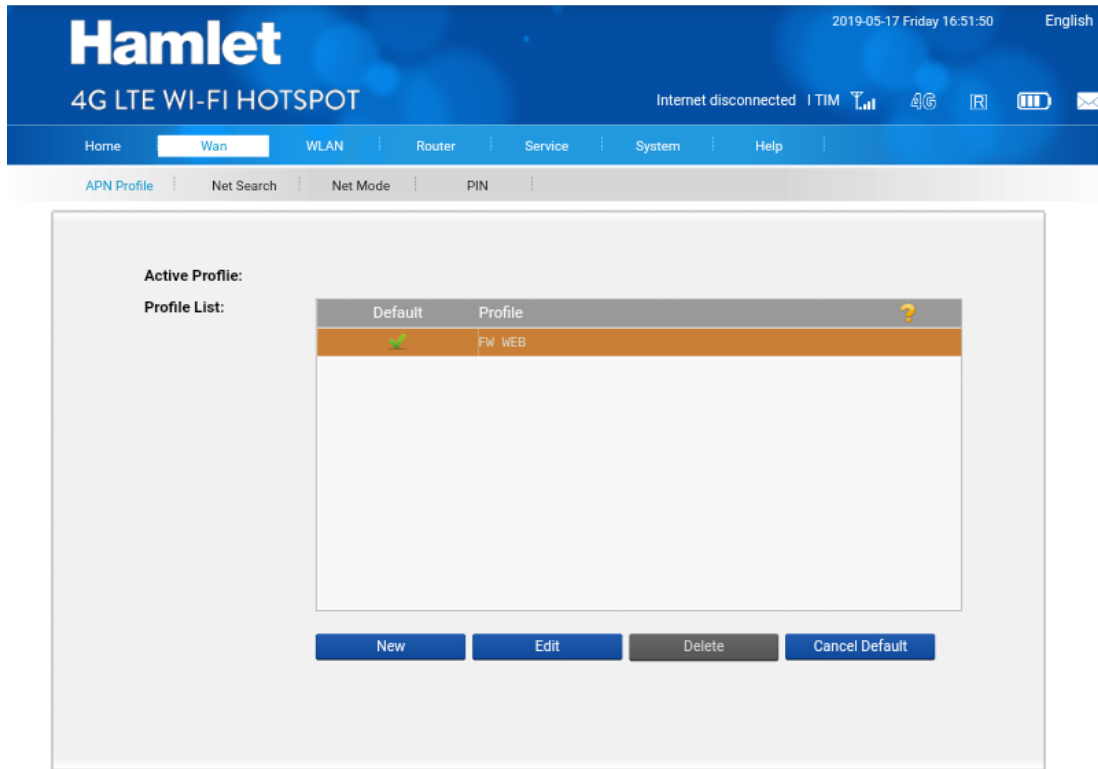 2019-05-17 Friday 16:51:50 English
Hamlet
4G LTE WI-FI HOTSPOT
Internet disconnected I TIM 4G R
Home Wan WLAN Router Service System Help
APN Profile Net Search Net Mode PIN
Active Proflie:
Profile List:
Default Profile ?
FW WEB
New Edit Delete Cancel Default